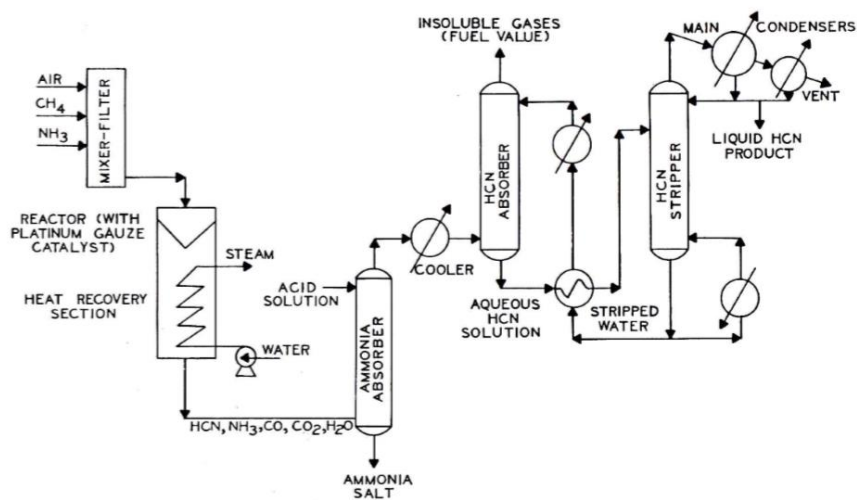 INSOLUBLE GASES
(FUEL VALUE)
MAIN
CONDENSERS
VENT
LIQUID HCN
PRODUCT
AIR
CH4
NH3
MIXER-FILTER
REACTOR (WITH
PLATINUM GAUZE
CATALYST)
STEAM
HEAT RECOVERY
SECTION
WATER
ACID
SOLUTION
AMMONIA
ABSORBER
COOLER
HCN
ABSORBER
AQUEOUS
HCN
SOLUTION
STRIPPED
WATER
HCN
STRIPPER
HCN, NH3, CO, CO2, H2O
AMMONIA
SALT